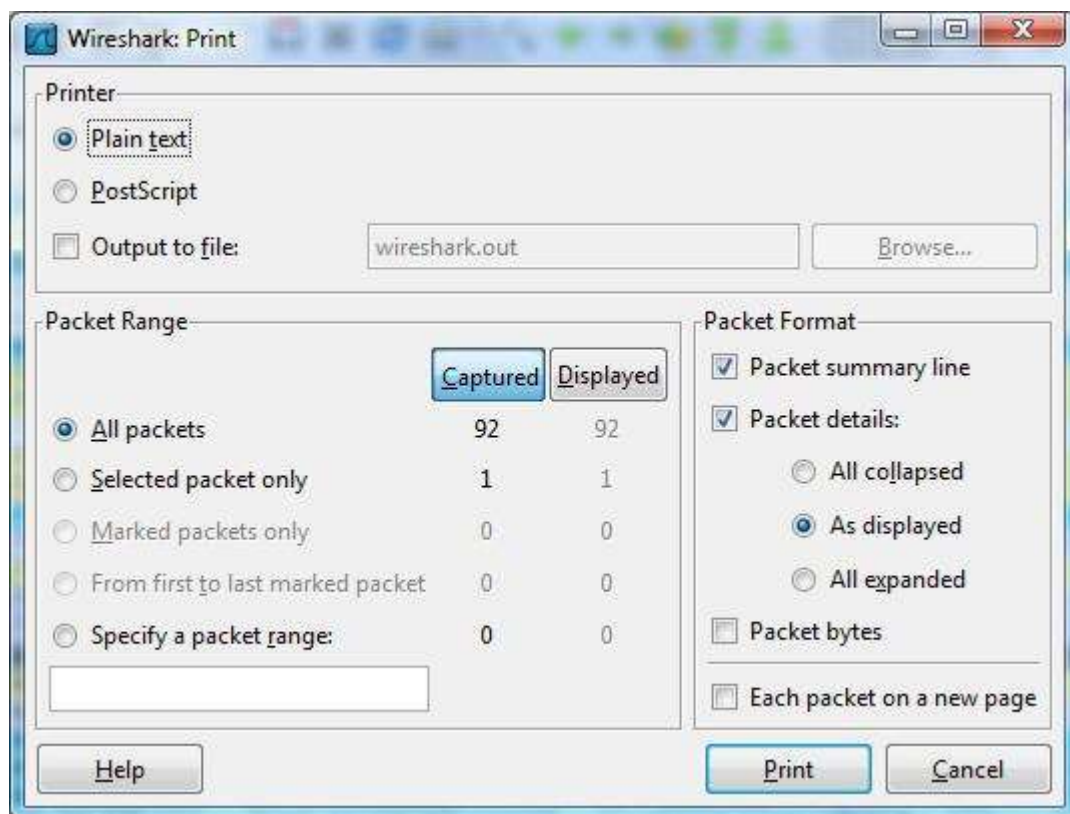 Wireshark: Print
Printer
Plain text
PostScript
Output to file: wireshark.out Browse...
Packet Range
Captured Displayed
All packets 92 92
Selected packet only 1 1
Marked packets only 0 0
From first to last marked packet 0 0
Specify a packet range: 0 0
Packet Format
Packet summary line
Packet details:
All collapsed
As displayed
All expanded
Packet bytes
Each packet on a new page
Help Print Cancel